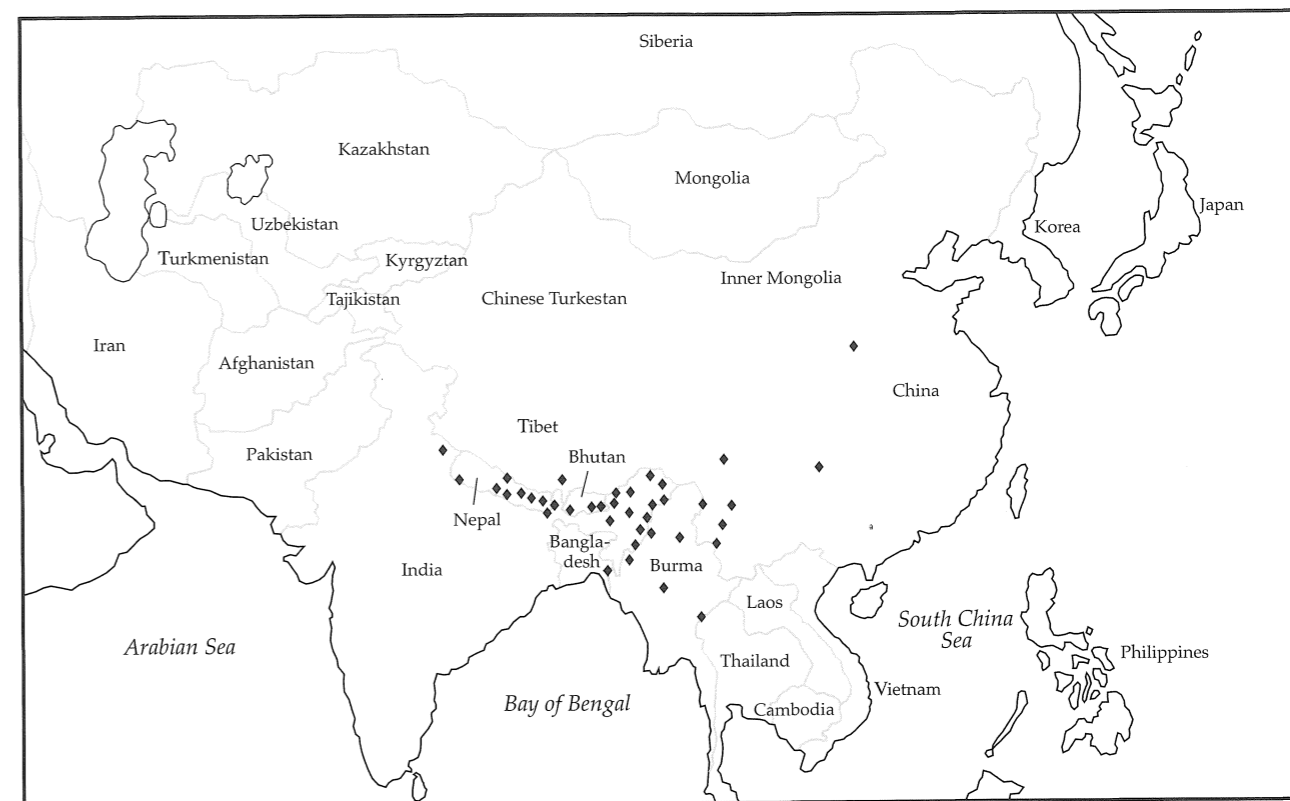 Siberia
Kazakhstan
Mongolia
Japan
Uzbekistan
Korea
Turkmenistan
Kyrgyztan
Inner Mongolia
Tajikistan
Chinese Turkestan
Iran
Afghanistan
China
Tibet
Pakistan
Bhutan
Nepal
Bangla-
desh
India
Burma
Laos
South China
Sea
Arabian Sea
Philippines
Thailand
Vietnam
Bay of Bengal
Cambodia